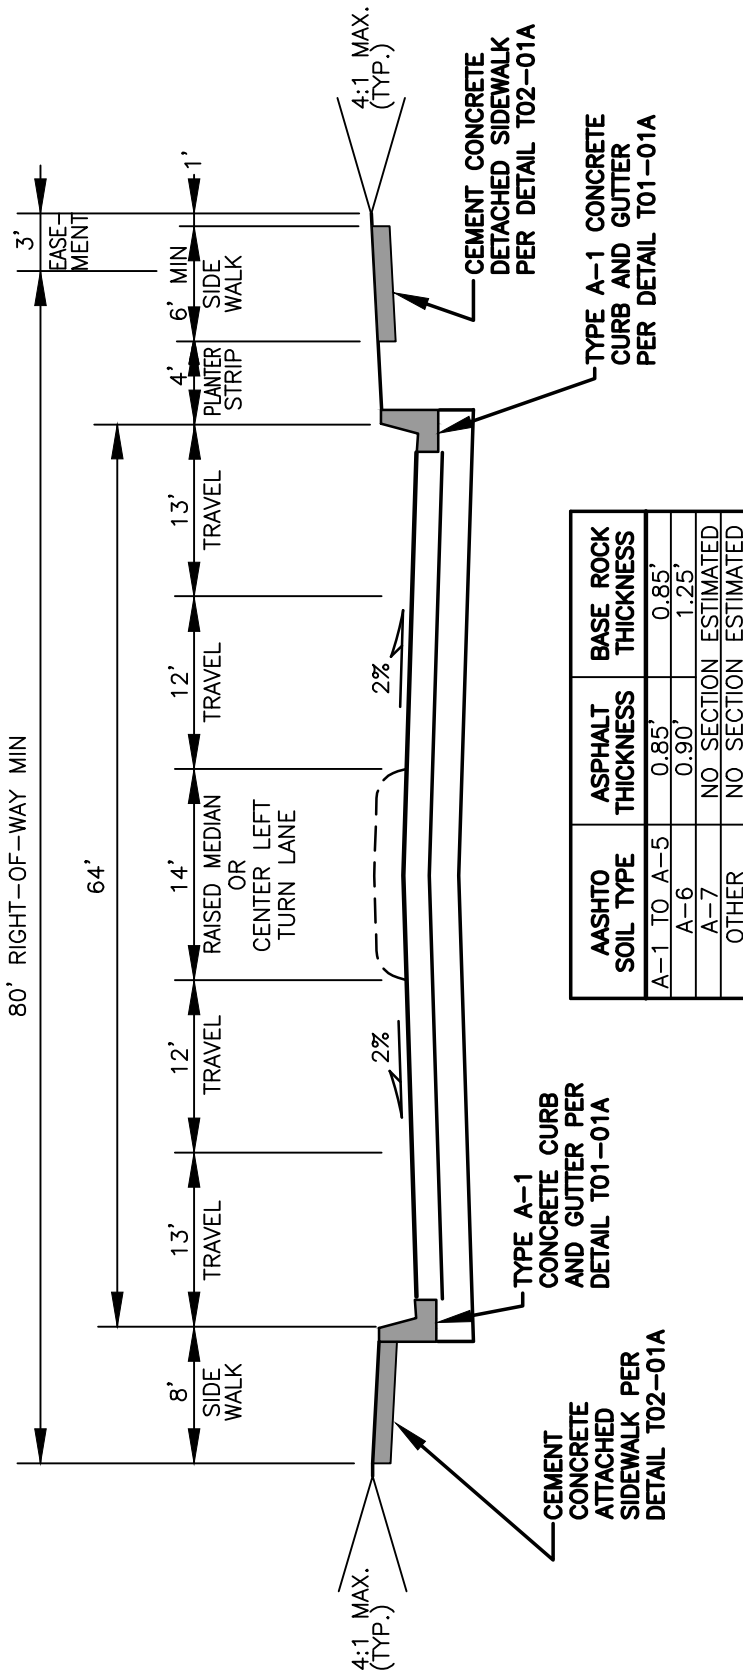 80' RIGHT-OF-WAY MIN
3'
EASE-
MENT
64'
8'
SIDE
WALK
13'
TRAVEL
12'
TRAVEL
14'
RAISED MEDIAN
OR
CENTER LEFT
TURN LANE
12'
TRAVEL
13'
TRAVEL
4'
PLANTER
STRIP
6' MIN
SIDE
WALK
1'
4:1 MAX.
(TYP.)
2%
2%
4:1 MAX.
(TYP.)
CEMENT
CONCRETE
ATTACHED
SIDEWALK PER
DETAIL T02-01A
TYPE A-1
CONCRETE CURB
AND GUTTER PER
DETAIL T01-01A
CEMENT CONCRETE
DETACHED SIDEWALK
PER DETAIL T02-01A
TYPE A-1 CONCRETE
CURB AND GUTTER
PER DETAIL T01-01A
AASHTO SOIL TYPE ASPHALT THICKNESS BASE ROCK THICKNESS
A-1 TO A-5 0.85' 0.85'
A-6 0.90' 1.25'
A-7 NO SECTION ESTIMATED
OTHER NO SECTION ESTIMATED